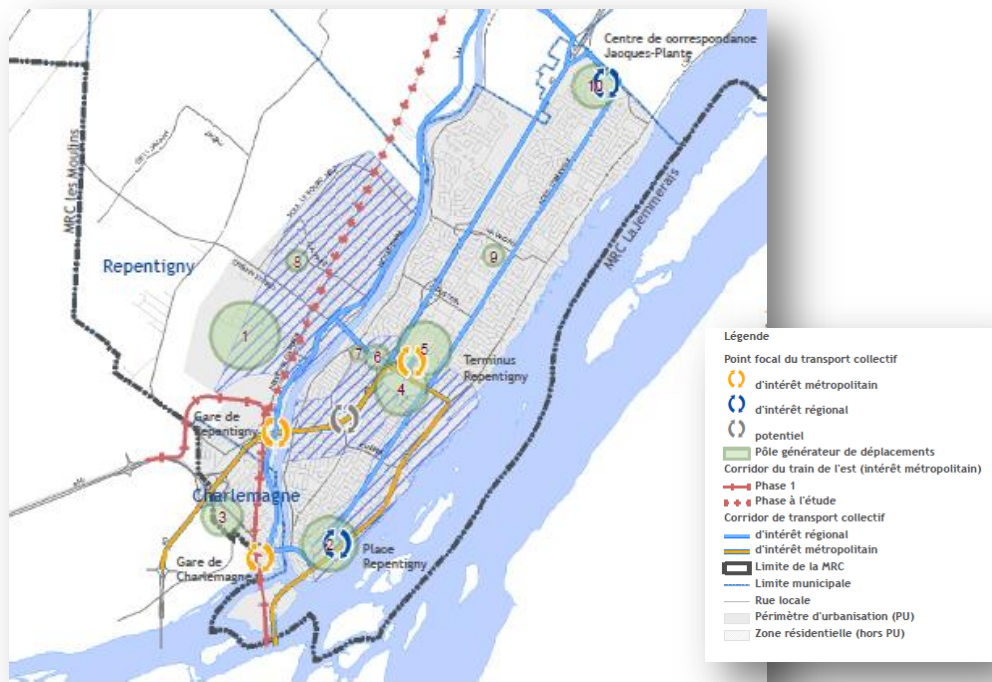 Centre de correspondance
Jacques-Plante
10
MRC les Moulins
MRC LaJemmerais
Repentigny
8
9
1
7
6
5
4
Terminus
Repentigny
Gare de
Repentigny
Charlemagne
3
2
Place
Repentigny
Gare de
Charlemagne
Légende
Point focal du transport collectif
d'intérêt métropolitain
d'intérêt régional
potentiel
Pôle générateur de déplacements
Corridor du train de l'est (intérêt métropolitain)
Phase 1
Phase à l'étude
Corridor de transport collectif
d'intérêt régional
d'intérêt métropolitain
Limite de la MRC
Limite municipale
Rue locale
Périmètre d'urbanisation (PU)
Zone résidentielle (hors PU)